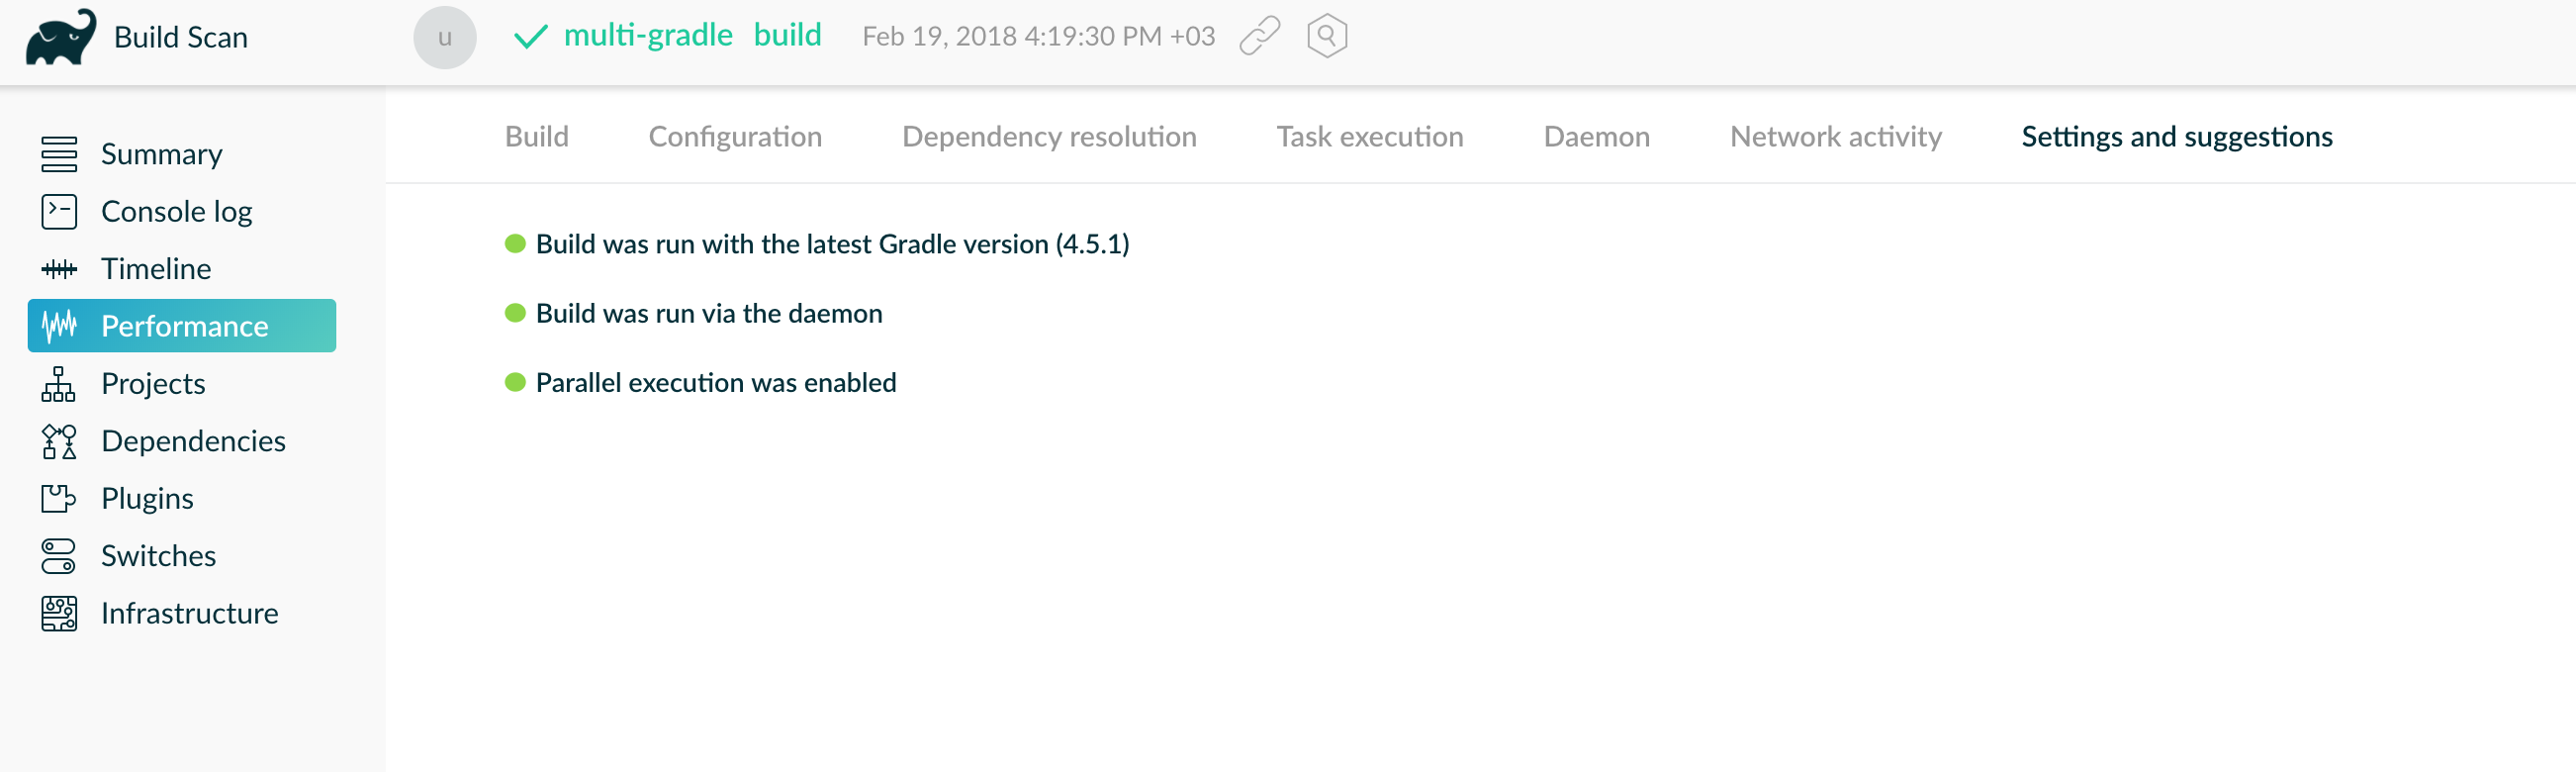 Build Scan
u
multi-gradle build Feb 19, 2018 4:19:30 PM +03
Summary
Console log
Timeline
Performance
Projects
Dependencies
Plugins
Switches
Infrastructure
Build Configuration Dependency resolution Task execution Daemon Network activity Settings and suggestions
Build was run with the latest Gradle version (4.5.1)
Build was run via the daemon
Parallel execution was enabled